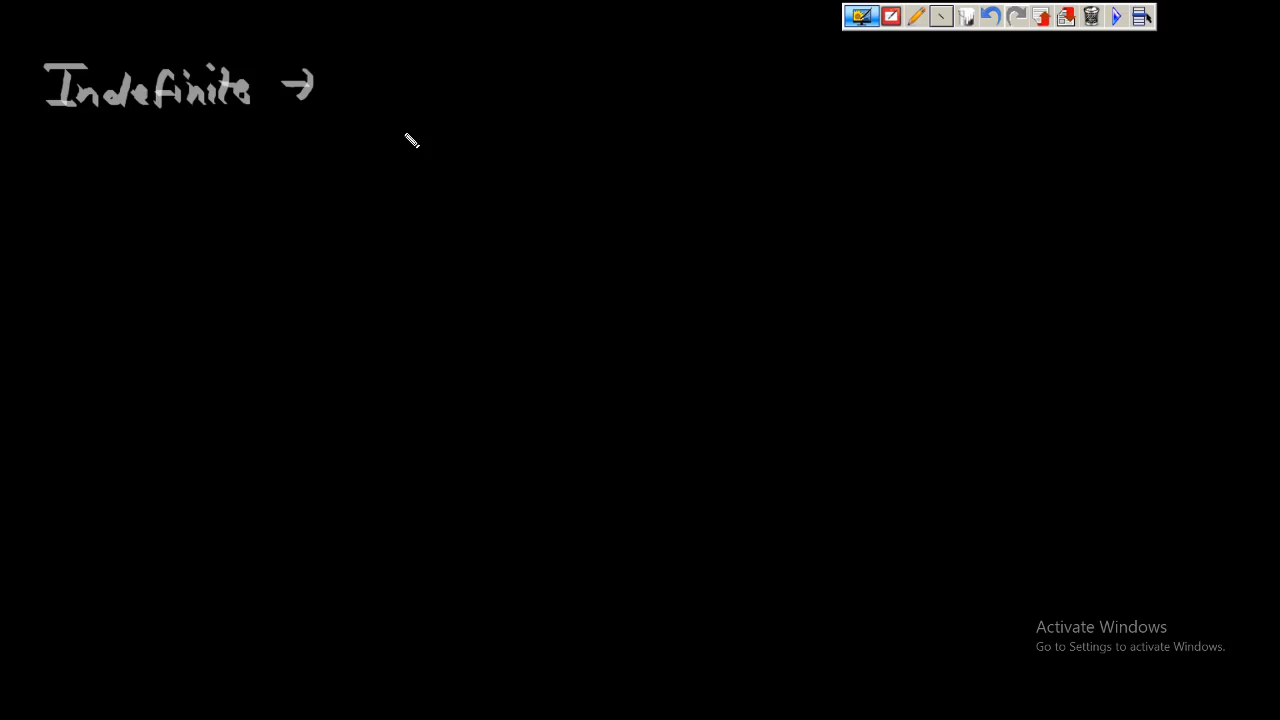 Indefinite →
Activate Windows
Go to Settings to activate Windows.